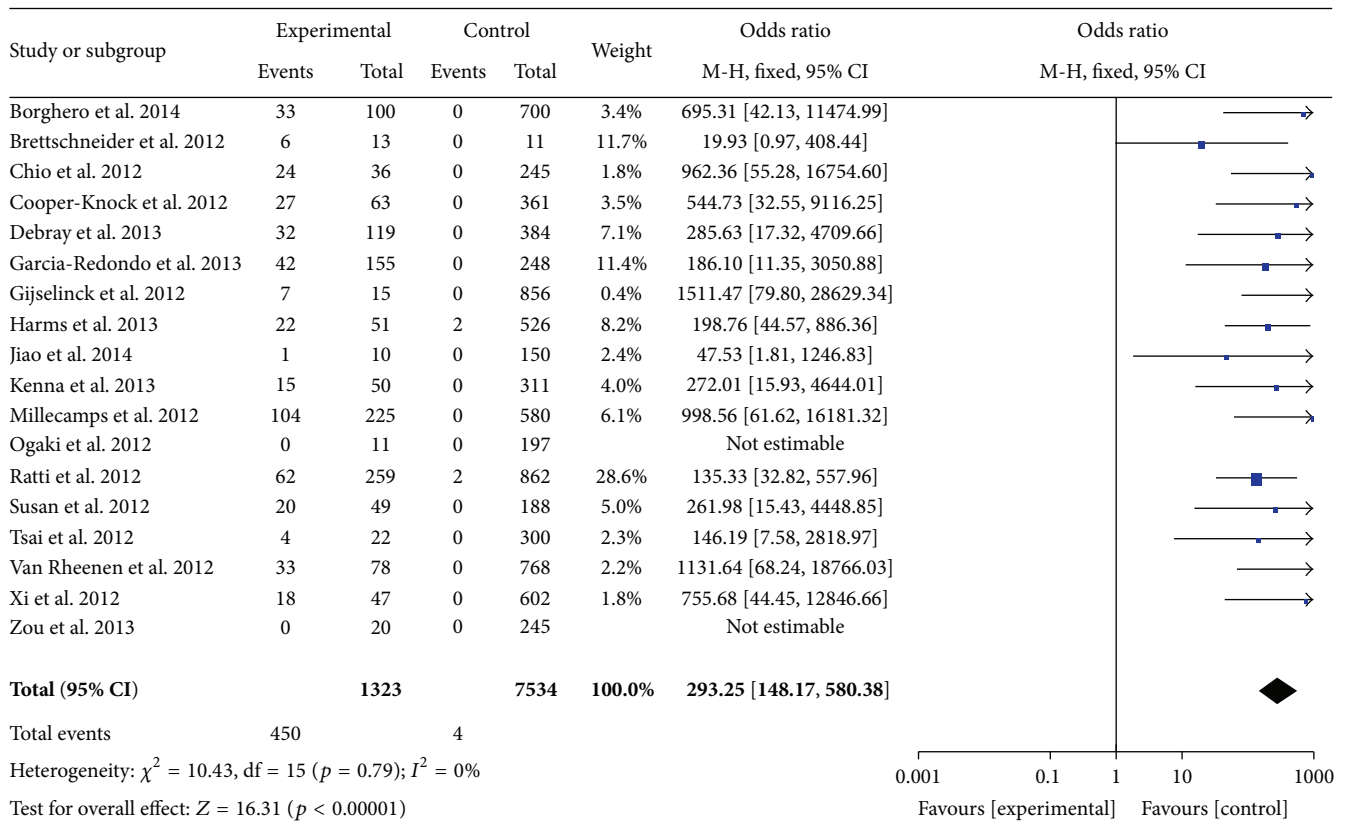 Study or subgroup Experimental Control Weight Odds ratio Odds ratio
Events Total Events Total M-H, fixed, 95% CI M-H, fixed, 95% CI
Borghero et al. 2014 33 100 0 700 3.4% 695.31 [42.13, 11474.99]
Brettschneider et al. 2012 6 13 0 11 11.7% 19.93 [0.97, 408.44]
Chio et al. 2012 24 36 0 245 1.8% 962.36 [55.28, 16754.60]
Cooper-Knock et al. 2012 27 63 0 361 3.5% 544.73 [32.55, 9116.25]
Debray et al. 2013 32 119 0 384 7.1% 285.63 [17.32, 4709.66]
Garcia-Redondo et al. 2013 42 155 0 248 11.4% 186.10 [11.35, 3050.88]
Gijselinck et al. 2012 7 15 0 856 0.4% 1511.47 [79.80, 28629.34]
Harms et al. 2013 22 51 2 526 8.2% 198.76 [44.57, 886.36]
Jiao et al. 2014 1 10 0 150 2.4% 47.53 [1.81, 1246.83]
Kenna et al. 2013 15 50 0 311 4.0% 272.01 [15.93, 4644.01]
Millecamps et al. 2012 104 225 0 580 6.1% 998.56 [61.62, 16181.32]
Ogaki et al. 2012 0 11 0 197 Not estimable
Ratti et al. 2012 62 259 2 862 28.6% 135.33 [32.82, 557.96]
Susan et al. 2012 20 49 0 188 5.0% 261.98 [15.43, 4448.85]
Tsai et al. 2012 4 22 0 300 2.3% 146.19 [7.58, 2818.97]
Van Rheenen et al. 2012 33 78 0 768 2.2% 1131.64 [68.24, 18766.03]
Xi et al. 2012 18 47 0 602 1.8% 755.68 [44.45, 12846.66]
Zou et al. 2013 0 20 0 245 Not estimable
Total (95% CI) 1323 7534 100.0% 293.25 [148.17, 580.38]
Total events 450 4
Heterogeneity: χ² = 10.43, df = 15 (p = 0.79); I² = 0%
Test for overall effect: Z = 16.31 (p < 0.00001)
0.001 0.1 1 10 1000
Favours [experimental] Favours [control]